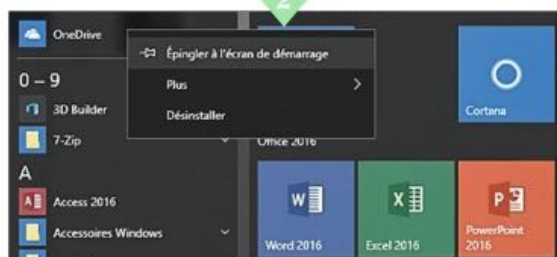 2
OneDrive
Épingler à l'écran de démarrage
0 – 9
Plus
3D Builder
Désinstaller
Cortana
7-Zip
Office 2016
A
Access 2016
Accessoires Windows
Word 2016
Excel 2016
PowerPoint
2016